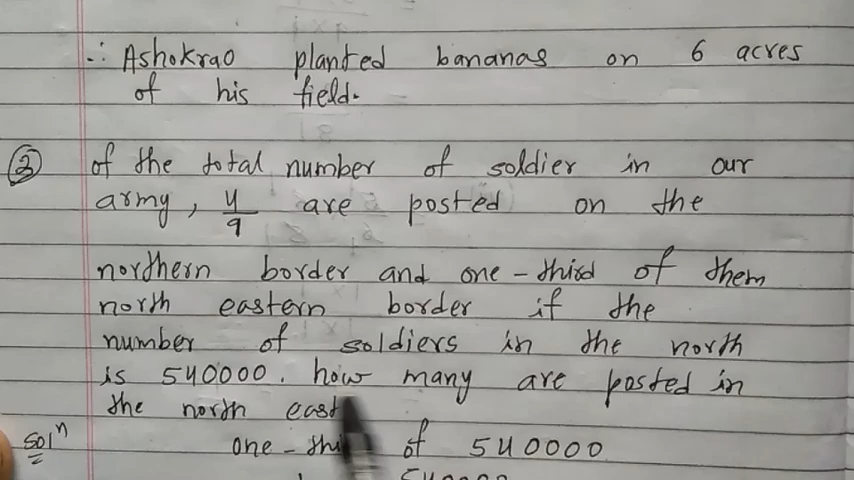 ∴ Ashokrao planted bananas on 6 acres
of his field.
② of the total number of soldier in our
army, 4/9 are posted on the
northern border and one-third of them
north eastern border if the
number of soldiers in the north
is 540000. how many are posted in
the north east
Solⁿ one-thi of 540000
540000